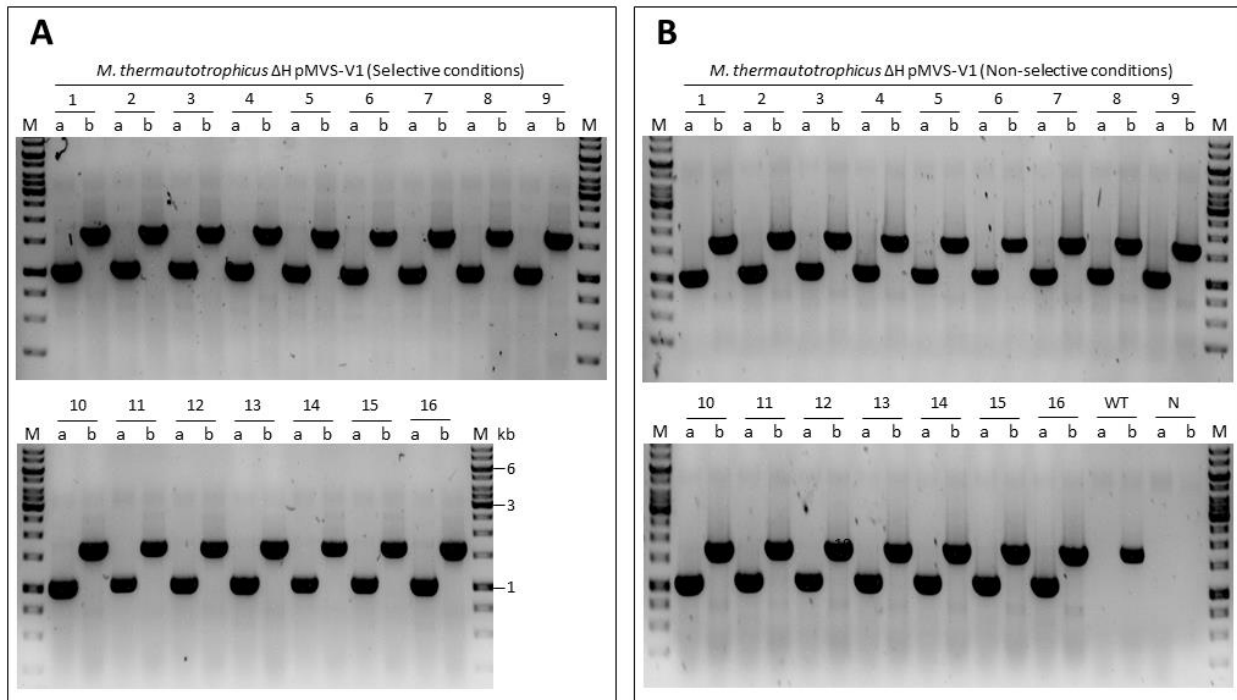 A
M. thermautotrophicus ΔH pMVS-V1 (Selective conditions)
1 2 3 4 5 6 7 8 9
M a b a b a b a b a b a b a b a b a b M
10 11 12 13 14 15 16
M a b a b a b a b a b a b a b M kb
6
3
1
B
M. thermautotrophicus ΔH pMVS-V1 (Non-selective conditions)
1 2 3 4 5 6 7 8 9
M a b a b a b a b a b a b a b a b a b M
10 11 12 13 14 15 16 WT N
M a b a b a b a b a b a b a b a b a b M